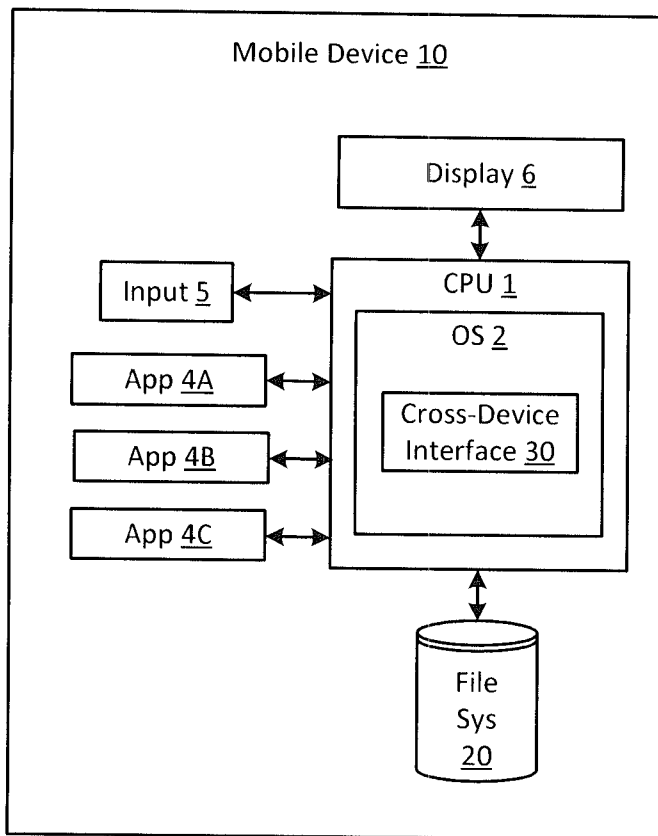 Mobile Device 10
Display 6
CPU 1
Input 5
OS 2
App 4A
Cross-Device
Interface 30
App 4B
App 4C
File
Sys
20